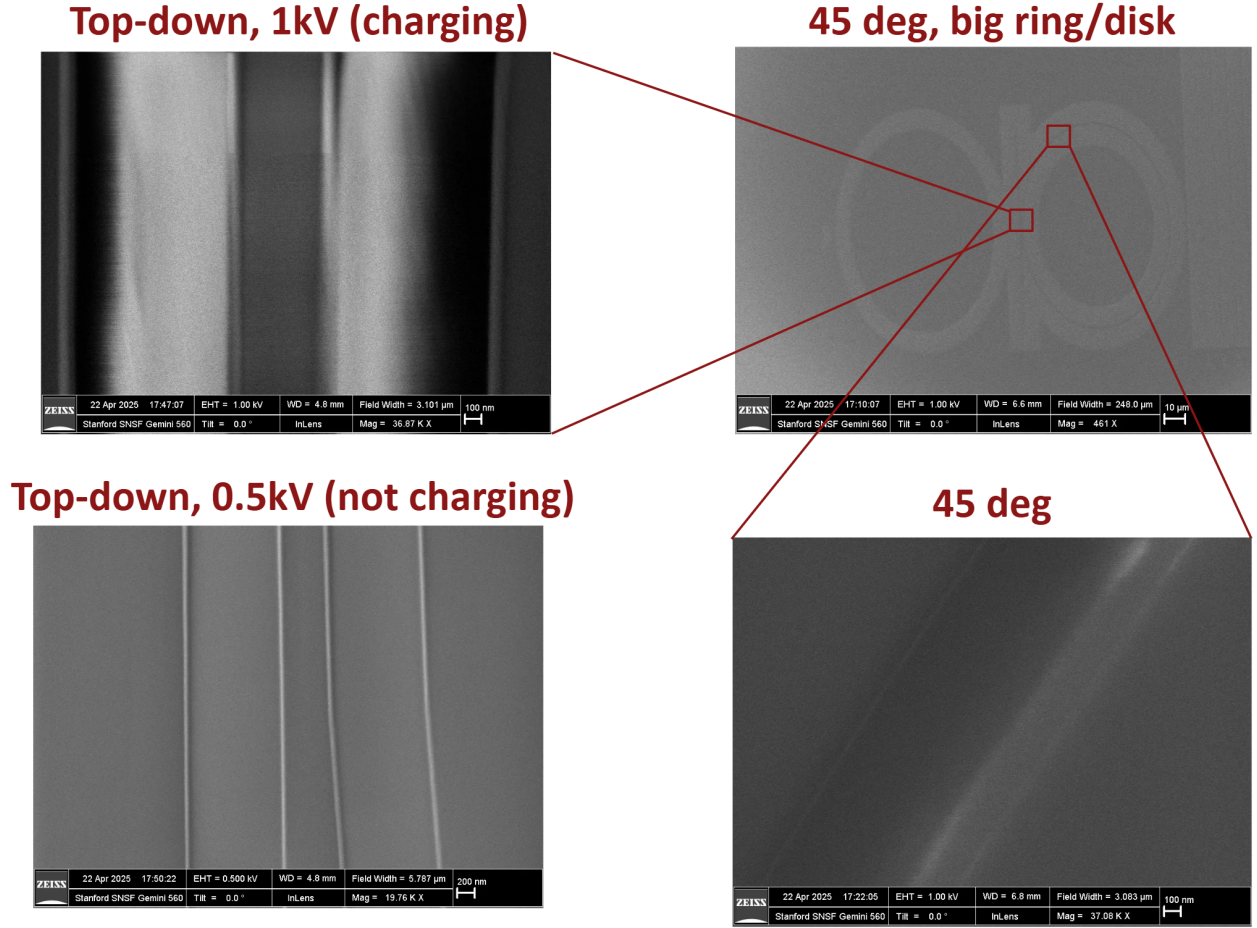 Top-down, 1kV (charging)
45 deg, big ring/disk
ZEISS
22 Apr 2025 17:47:07 EHT = 1.00 kV WD = 4.8 mm Field Width = 3.101 µm 100 nm
Stanford SNSF Gemini 560 Tilt = 0.0 ° InLens Mag = 36.87 K X
ZEISS
22 Apr 2025 17:10:07 EHT = 1.00 kV WD = 6.6 mm Field Width = 248.0 µm 10 µm
Stanford SNSF Gemini 560 Tilt = 0.0 ° InLens Mag = 461 X
Top-down, 0.5kV (not charging)
45 deg
ZEISS
22 Apr 2025 17:50:22 EHT = 0.500 kV WD = 4.8 mm Field Width = 5.787 µm 200 nm
Stanford SNSF Gemini 560 Tilt = 0.0 ° InLens Mag = 19.76 K X
ZEISS
22 Apr 2025 17:22:05 EHT = 1.00 kV WD = 6.8 mm Field Width = 3.083 µm 100 nm
Stanford SNSF Gemini 560 Tilt = 0.0 ° InLens Mag = 37.08 K X